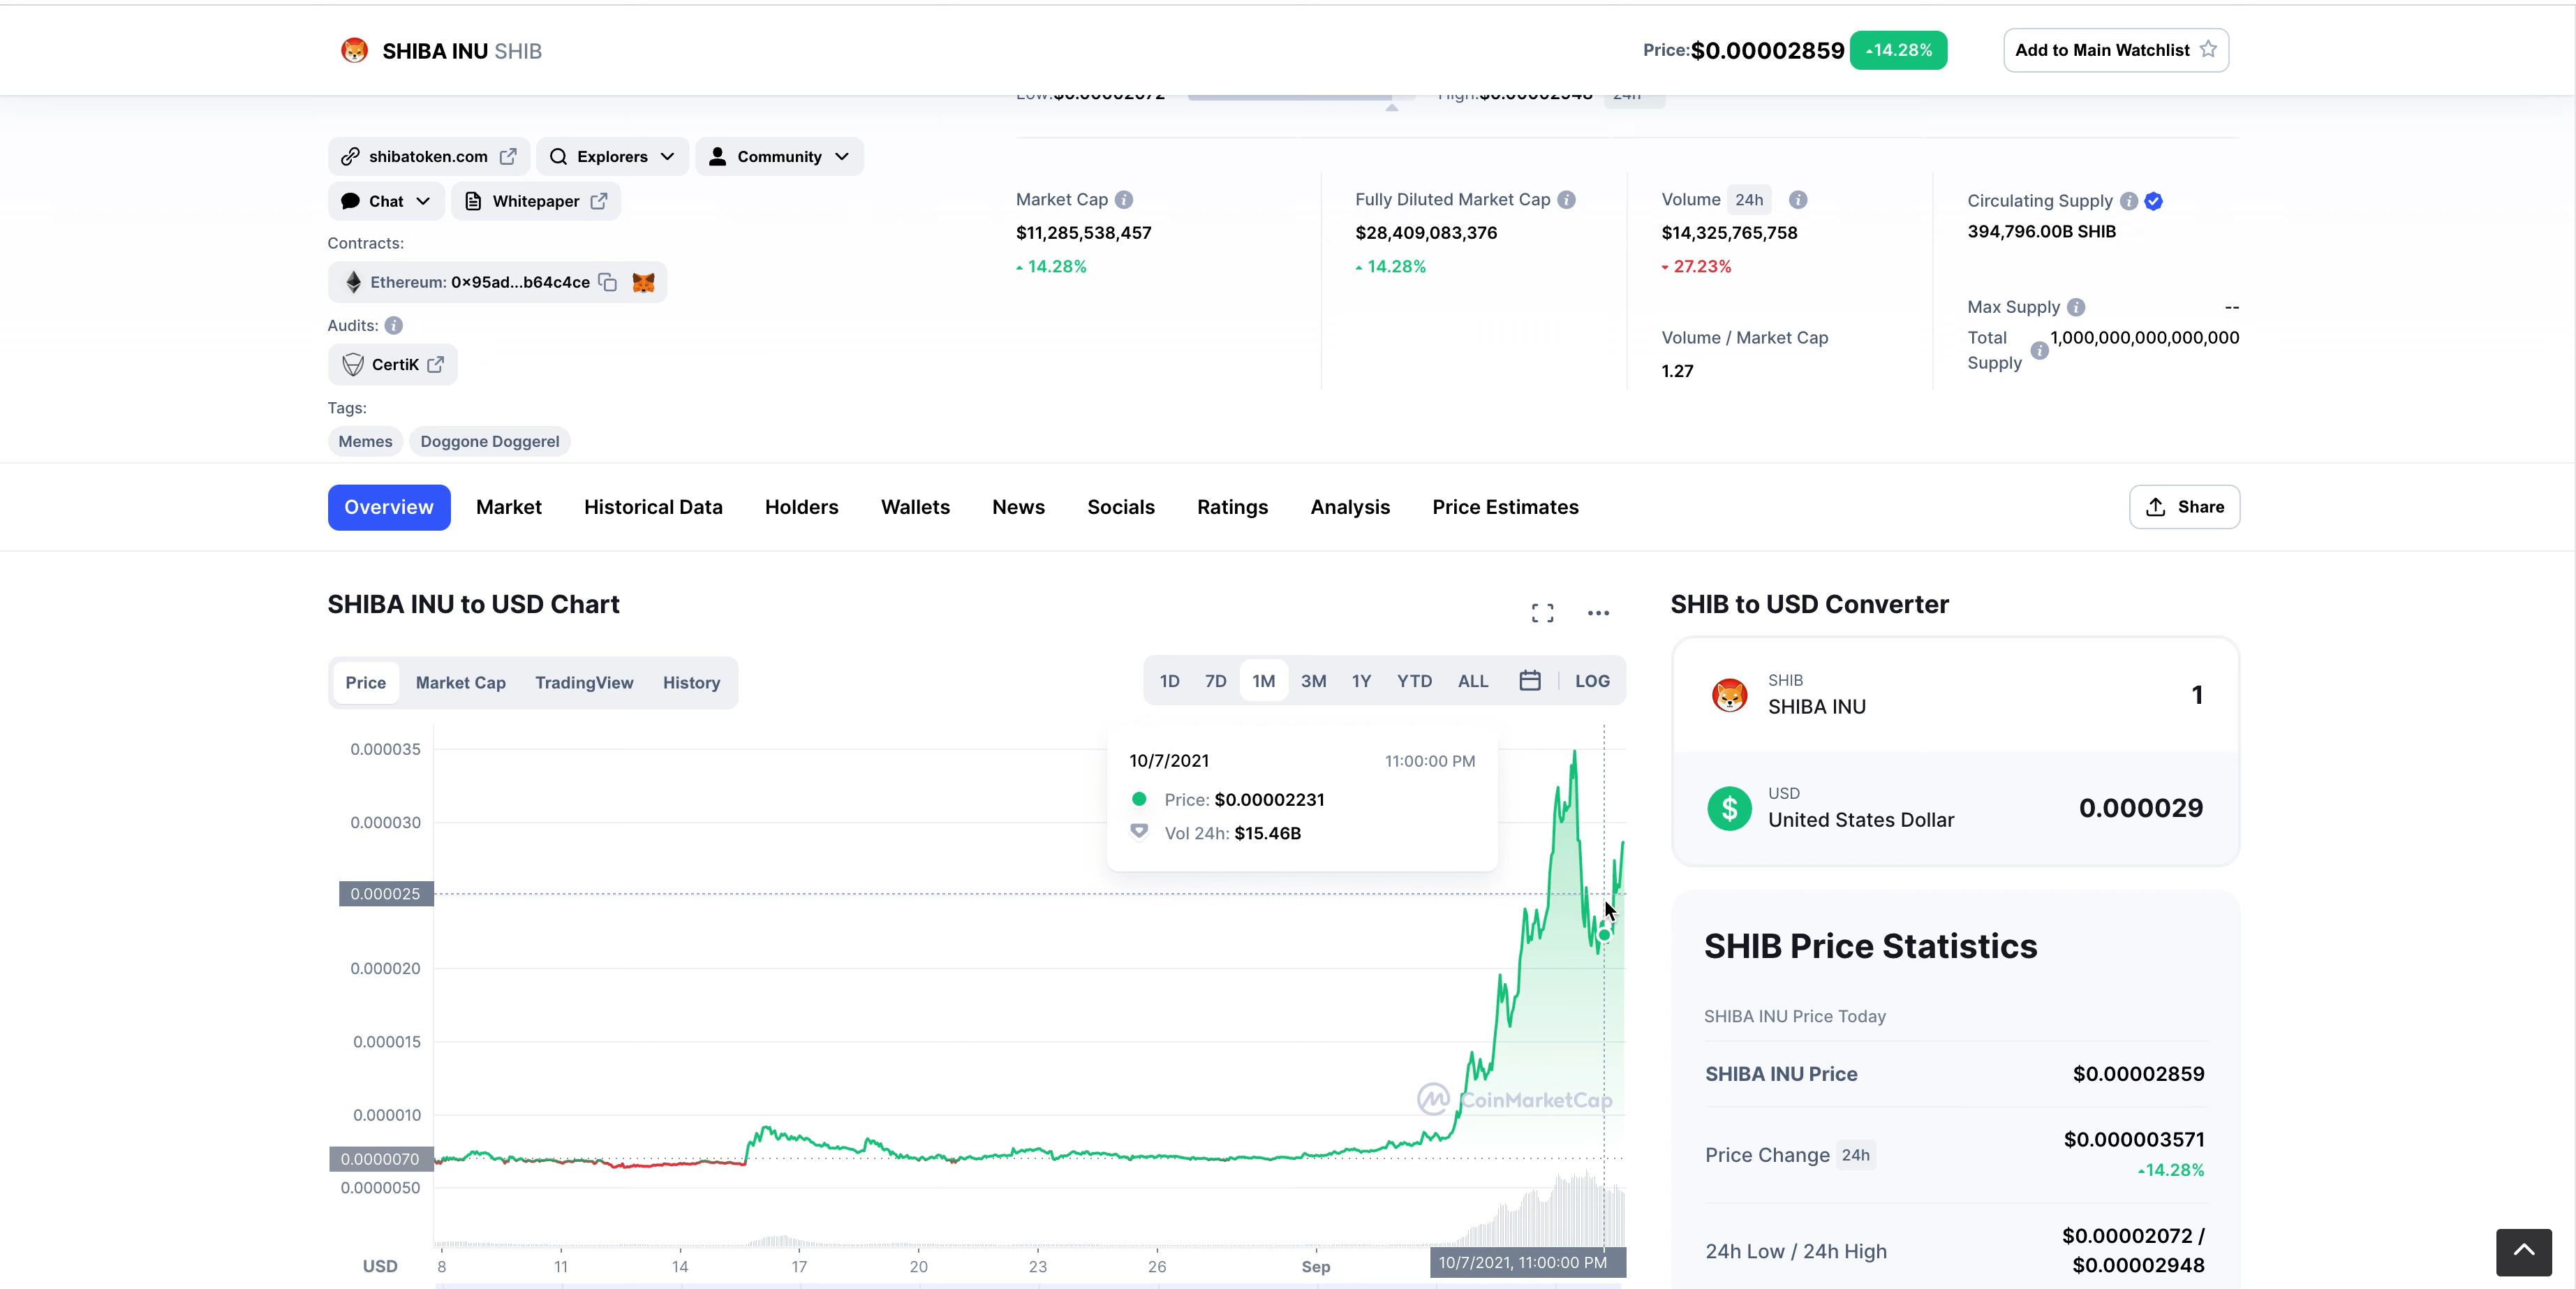 SHIBA INU SHIB
Price:$0.00002859 14.28%
Add to Main Watchlist
Low:$0.00002072 High:$0.00002948 24h
shibatoken.com Explorers Community
Chat Whitepaper
Contracts:
Ethereum: 0x95ad...b64c4ce
Audits:
CertiK
Tags:
Memes Doggone Doggerel
Market Cap
$11,285,538,457
14.28%
Fully Diluted Market Cap
$28,409,083,376
14.28%
Volume 24h
$14,325,765,758
27.23%
Volume / Market Cap
1.27
Circulating Supply
394,796.00B SHIB
Max Supply --
Total Supply 1,000,000,000,000,000
Overview Market Historical Data Holders Wallets News Socials Ratings Analysis Price Estimates Share
SHIBA INU to USD Chart
Price Market Cap TradingView History
1D 7D 1M 3M 1Y YTD ALL LOG
10/7/2021 11:00:00 PM
Price: $0.00002231
Vol 24h: $15.46B
0.000035
0.000030
0.000025
0.000020
0.000015
0.000010
0.0000070
0.0000050
CoinMarketCap
USD 8 11 14 17 20 23 26 Sep 10/7/2021, 11:00:00 PM
SHIB to USD Converter
SHIB
SHIBA INU
1
USD
United States Dollar
0.000029
$
SHIB Price Statistics
SHIBA INU Price Today
SHIBA INU Price $0.00002859
Price Change 24h $0.000003571
14.28%
24h Low / 24h High $0.00002072 /
$0.00002948